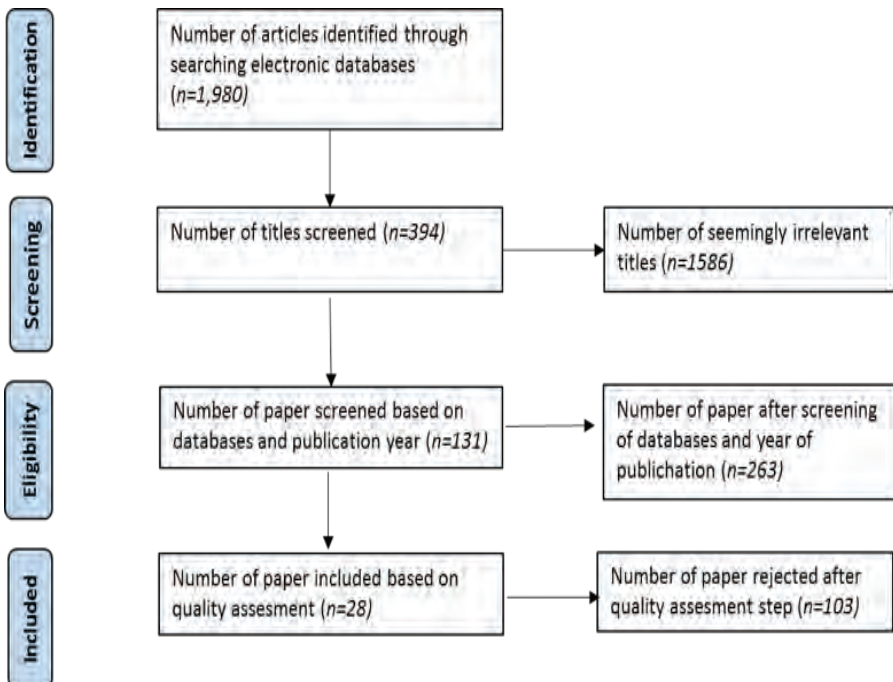 Identification
Number of articles identified through
searching electronic databases
(n=1,980)
Screening
Number of titles screened (n=394)
Number of seemingly irrelevant
titles (n=1586)
Eligibility
Number of paper screened based on
databases and publication year (n=131)
Number of paper after screening
of databases and year of
publichation (n=263)
Included
Number of paper included based on
quality assesment (n=28)
Number of paper rejected after
quality assesment step (n=103)